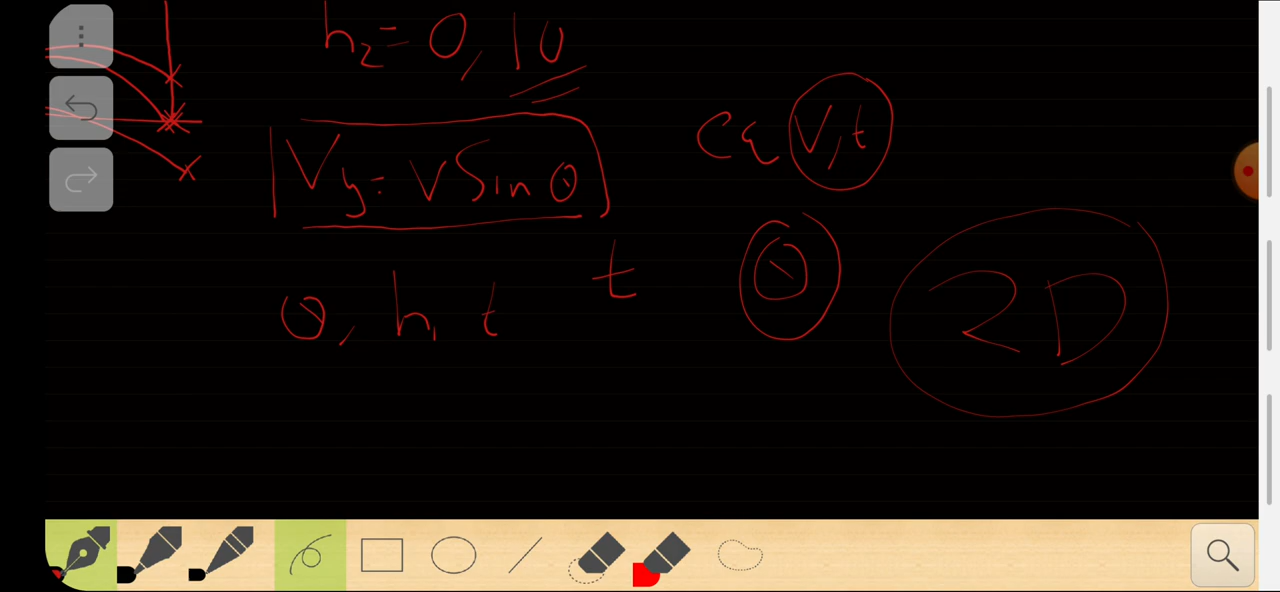 h₂ = 0, 10
Vy = V Sin θ
V, t
t
θ
θ, h, t
2D